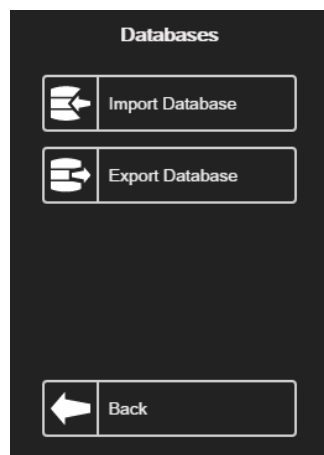 Databases
Import Database
Export Database
Back